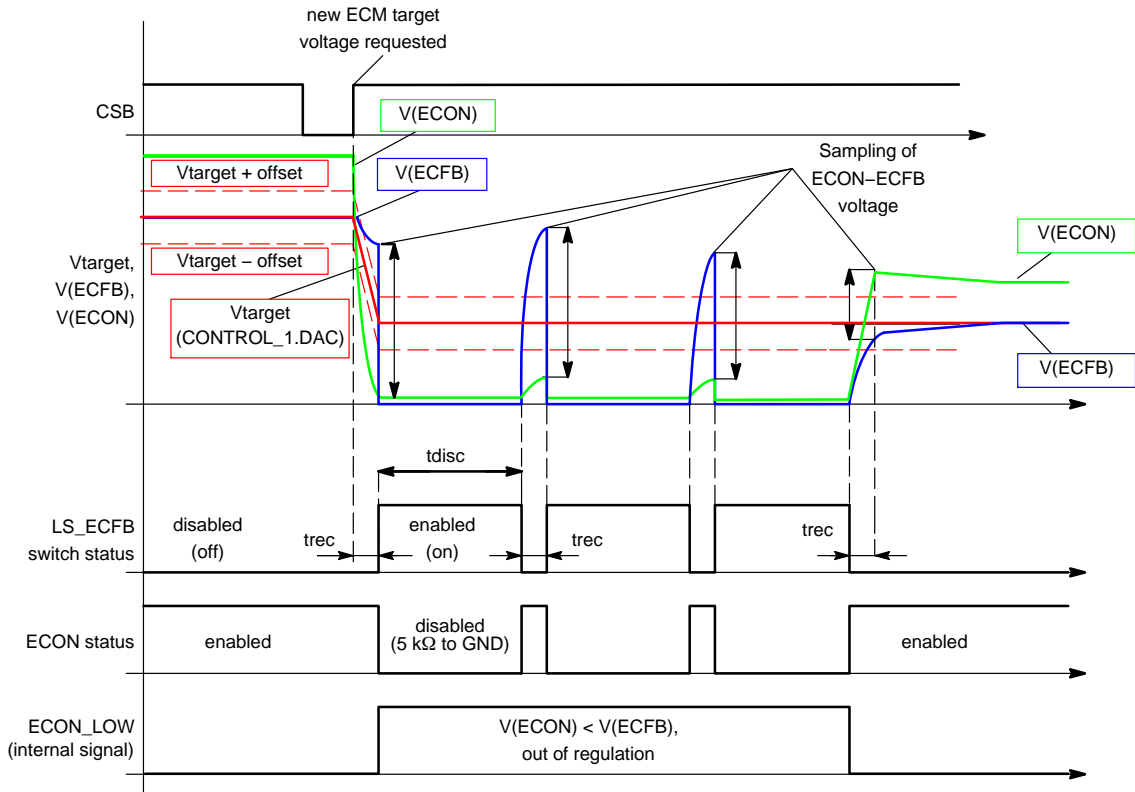 new ECM target
voltage requested
CSB
V(ECON)
Vtarget + offset
V(ECFB)
Sampling of
ECON−ECFB
voltage
Vtarget − offset
V(ECON)
Vtarget,
V(ECFB),
V(ECON)
Vtarget
(CONTROL_1.DAC)
V(ECFB)
tdisc
LS_ECFB
switch status
disabled
(off)
trec
enabled
(on)
trec
trec
ECON status
enabled
disabled
(5 kΩ to GND)
enabled
ECON_LOW
(internal signal)
V(ECON) < V(ECFB),
out of regulation